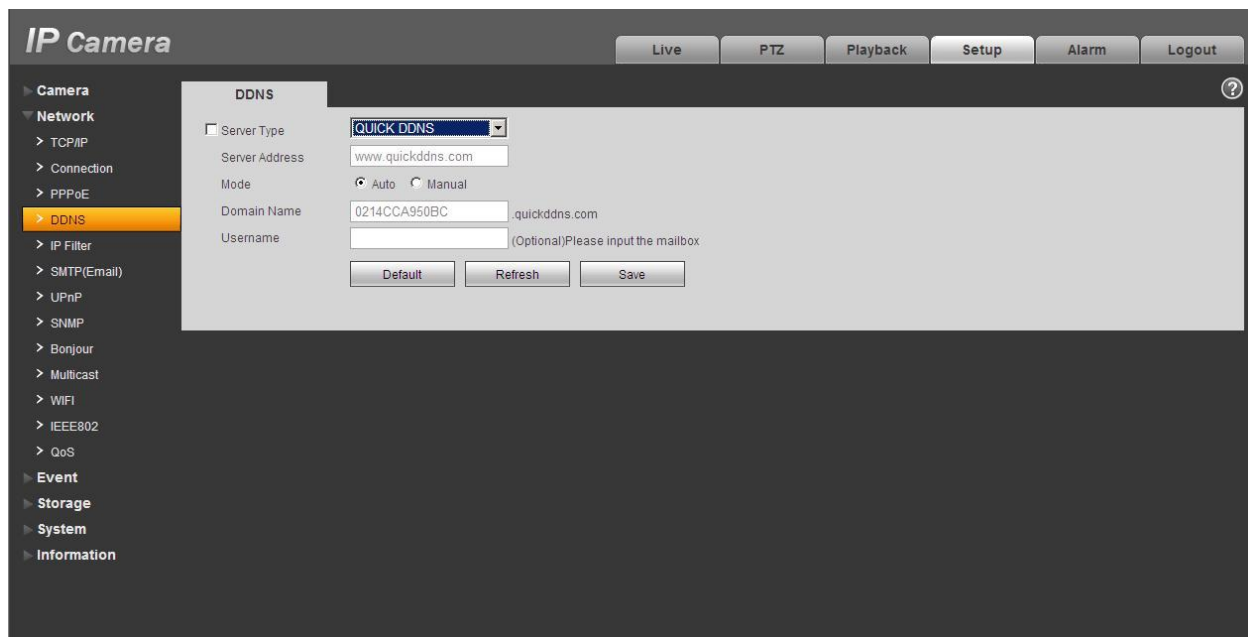 IP Camera
Live PTZ Playback Setup Alarm Logout
?
Camera
Network
> TCP/IP
> Connection
> PPPoE
> DDNS
> IP Filter
> SMTP(Email)
> UPnP
> SNMP
> Bonjour
> Multicast
> WIFI
> IEEE802
> QoS
Event
Storage
System
Information
DDNS
Server Type QUICK DDNS
Server Address www.quickddns.com
Mode Auto Manual
Domain Name 0214CCA950BC .quickddns.com
Username (Optional)Please input the mailbox
Default Refresh Save